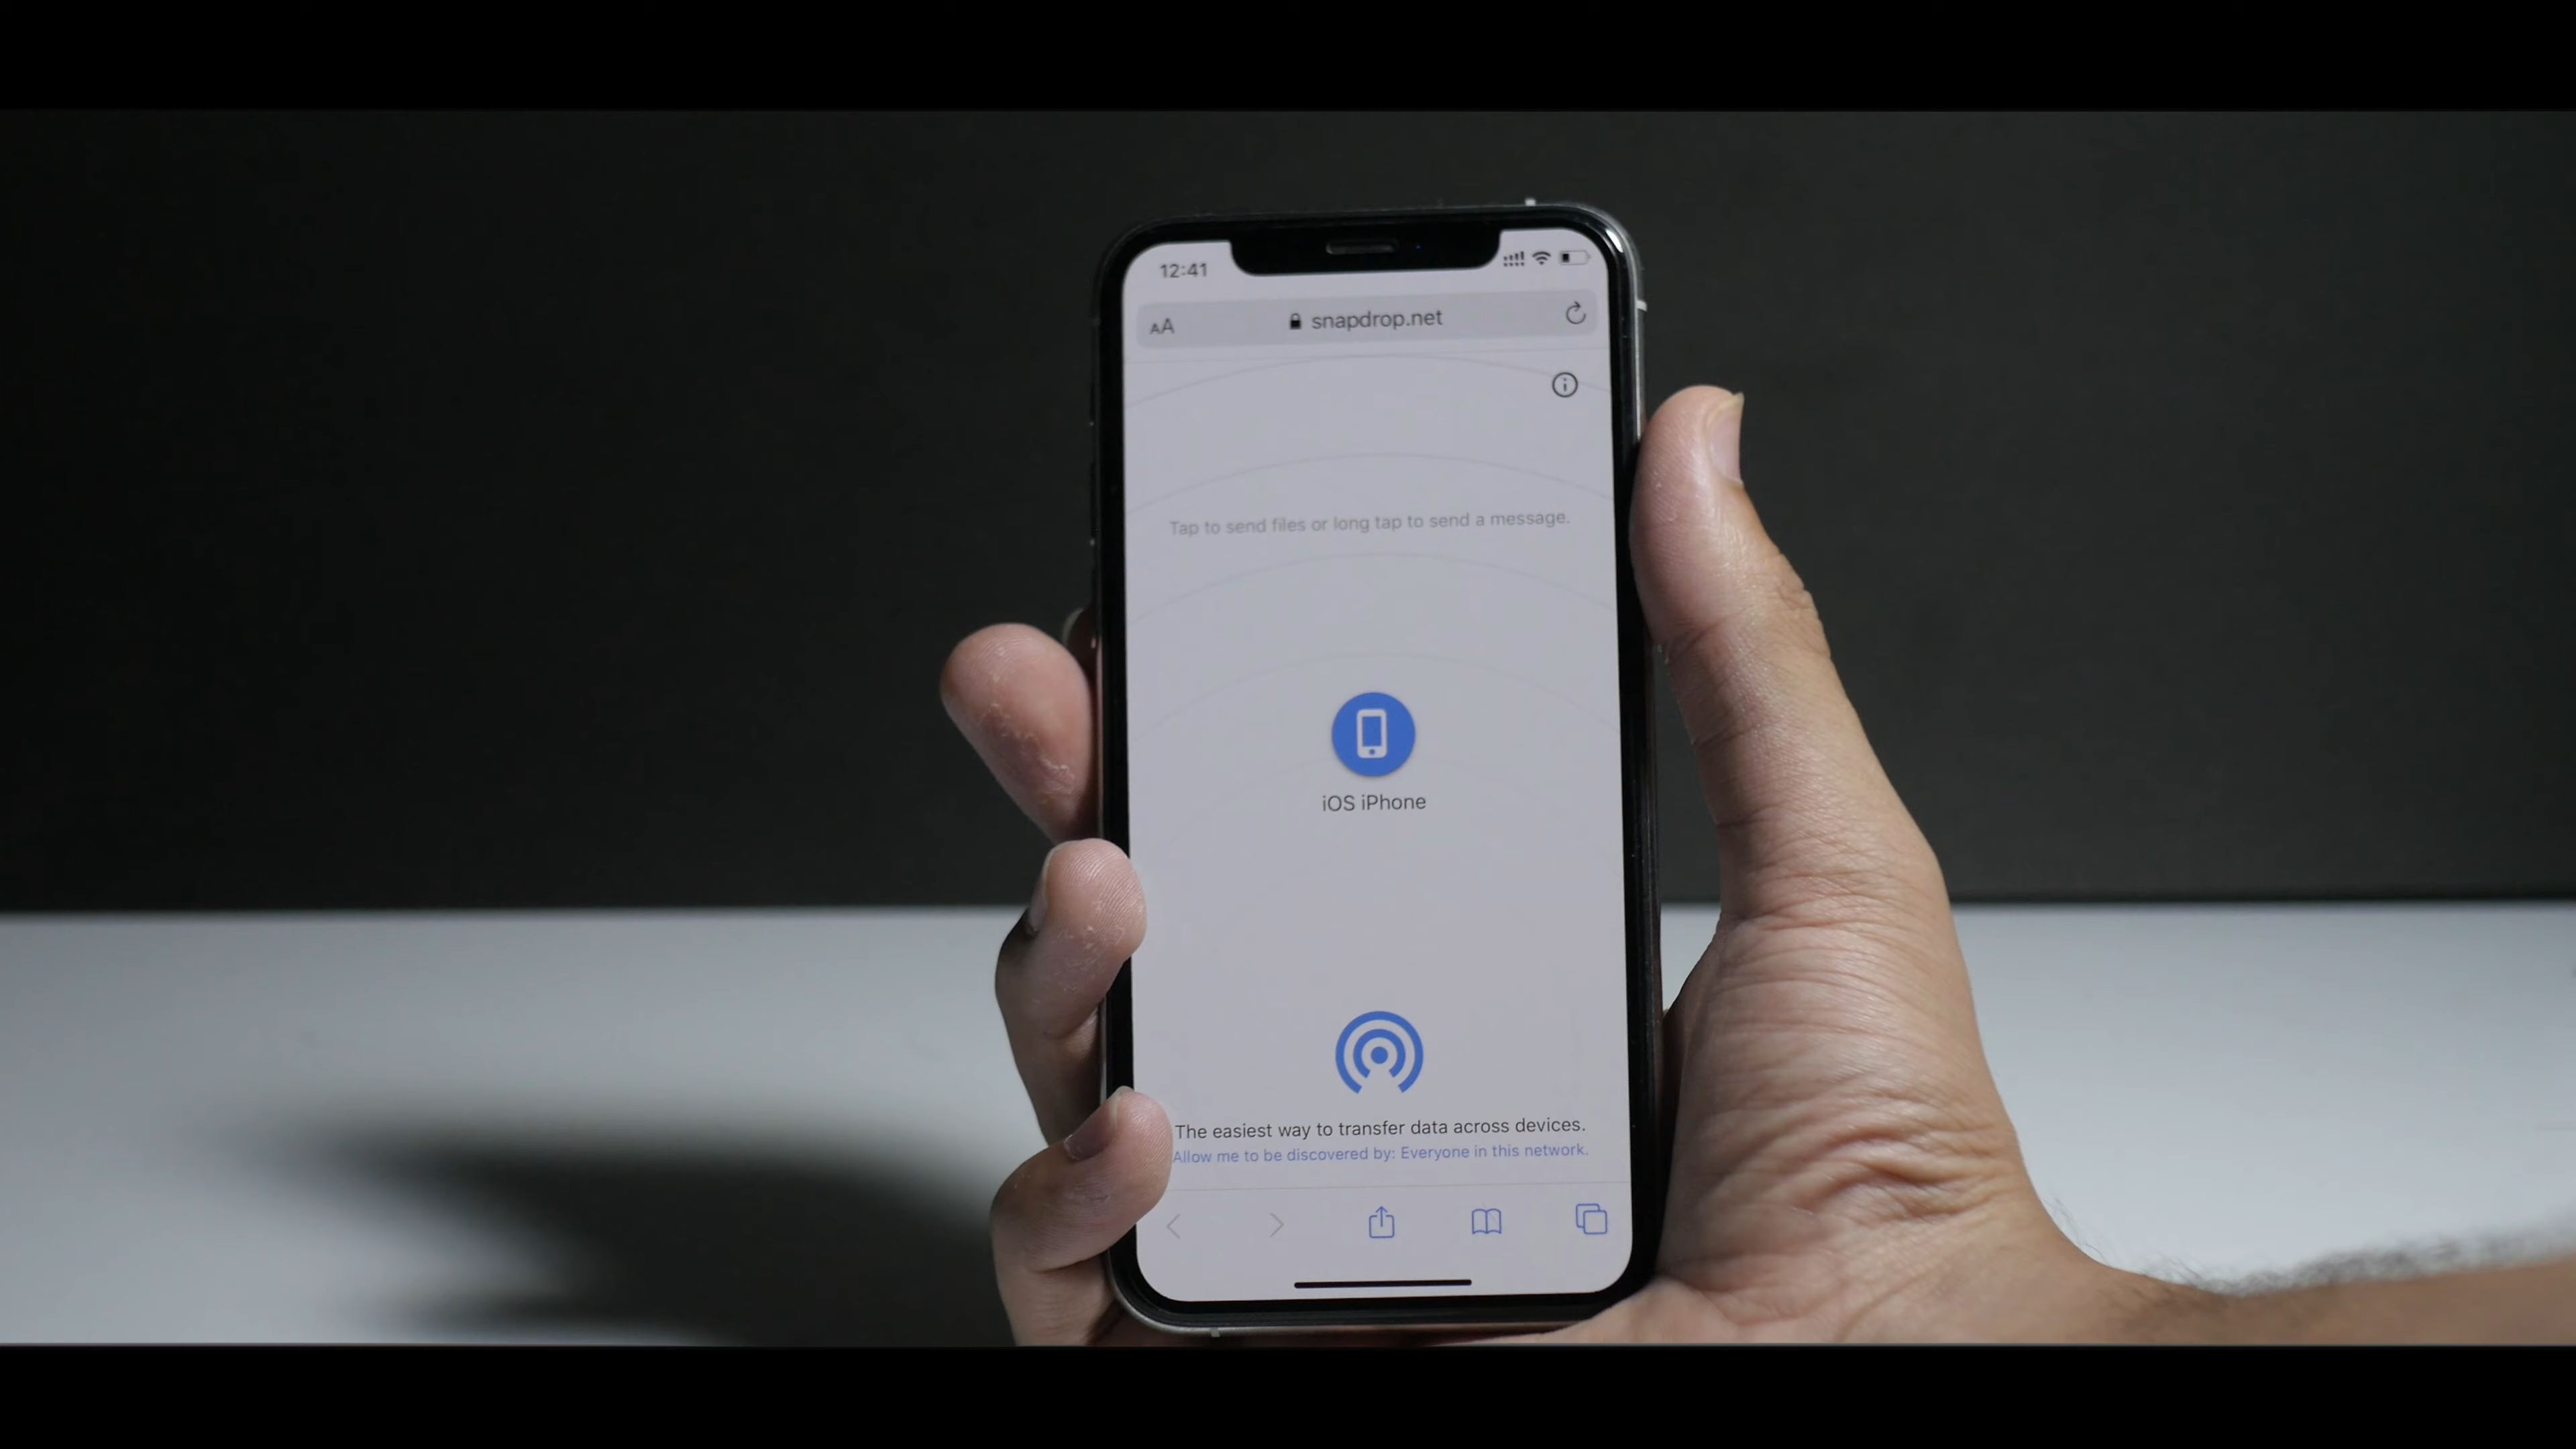 12:41
AA snapdrop.net
Tap to send files or long tap to send a message.
iOS iPhone
The easiest way to transfer data across devices.
Allow me to be discovered by: Everyone in this network.